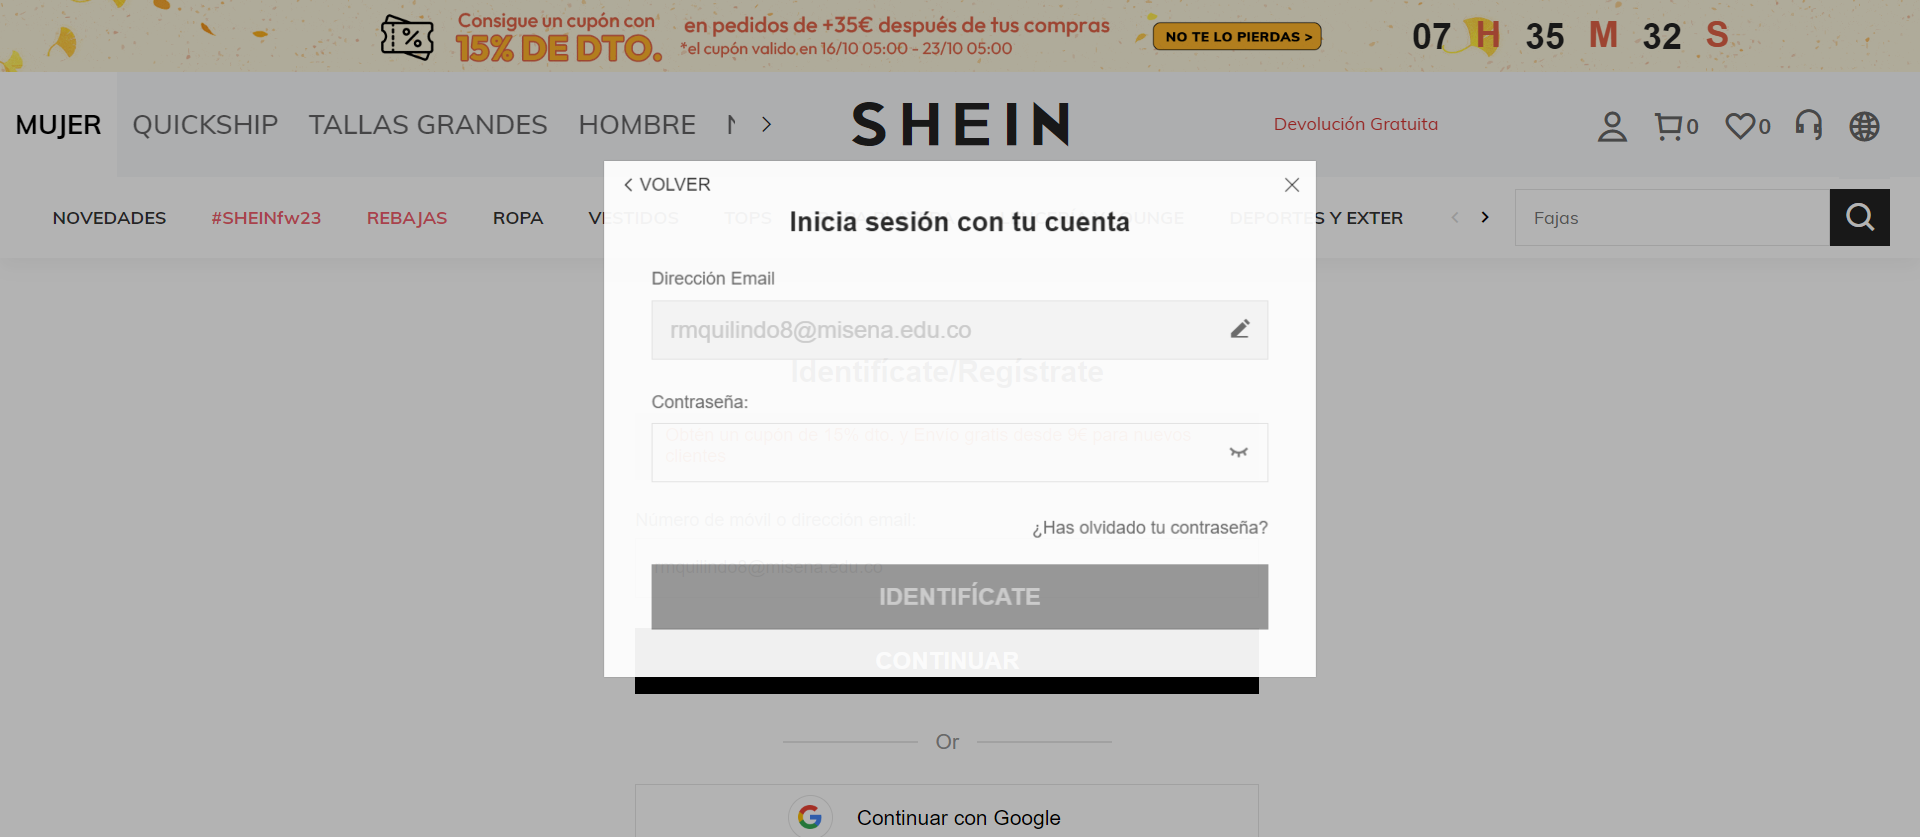 Consigue un cupón con
15% DE DTO.
en pedidos de +35€ después de tus compras
*el cupón valido en 16/10 05:00 - 23/10 05:00
NO TE LO PIERDAS >
07 H 35 M 32 S
MUJER QUICKSHIP TALLAS GRANDES HOMBRE
SHEIN
Devolución Gratuita
0
0
NOVEDADES #SHEINfw23 REBAJAS ROPA VESTIDOS TOPS DEPORTES Y EXTER
Fajas
VOLVER
Inicia sesión con tu cuenta
Dirección Email
rmquilindo8@misena.edu.co
Identifícate/Regístrate
Contraseña:
Obtén un cupón de 15% dto. y Envío gratis desde 0€ para nuevos
clientes
Número de móvil o dirección email:
¿Has olvidado tu contraseña?
rmquilindo8@misena.edu.co
IDENTIFÍCATE
CONTINUAR
Or
Continuar con Google